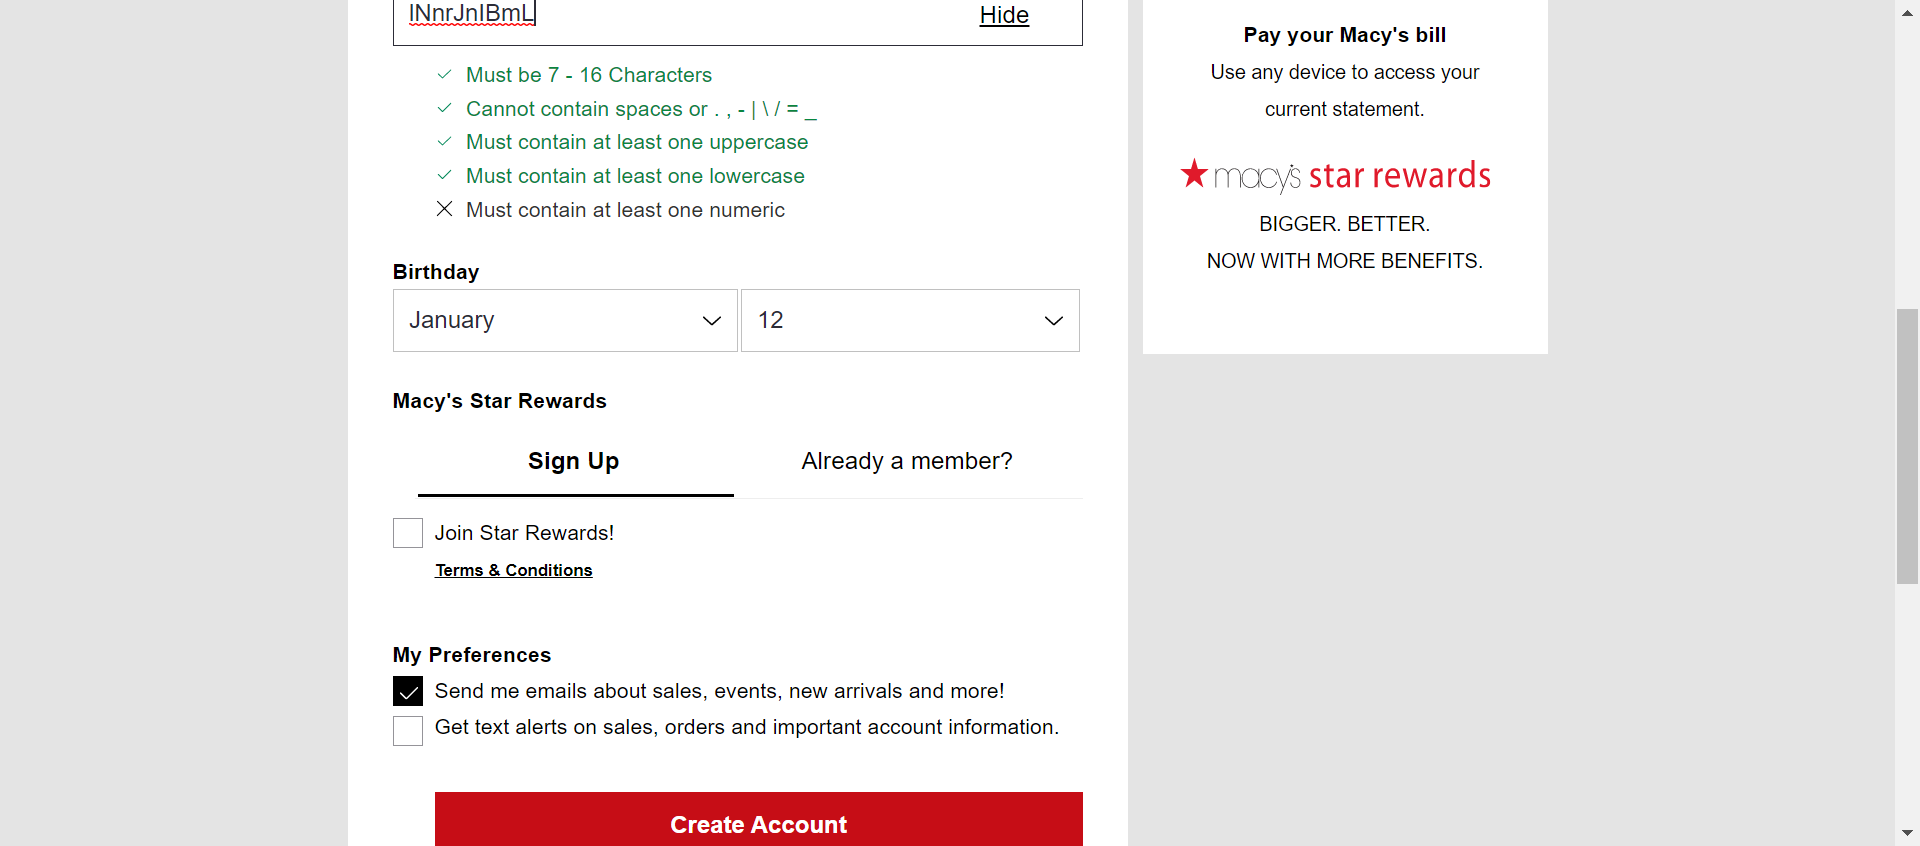 lNnrJnIBmL
Hide
Must be 7 - 16 Characters
Cannot contain spaces or . , - | \ / = _
Must contain at least one uppercase
Must contain at least one lowercase
Must contain at least one numeric
Birthday
January
12
Macy's Star Rewards
Sign Up
Already a member?
Join Star Rewards!
Terms & Conditions
My Preferences
Send me emails about sales, events, new arrivals and more!
Get text alerts on sales, orders and important account information.
Create Account
Pay your Macy's bill
Use any device to access your
current statement.
macy's star rewards
BIGGER. BETTER.
NOW WITH MORE BENEFITS.